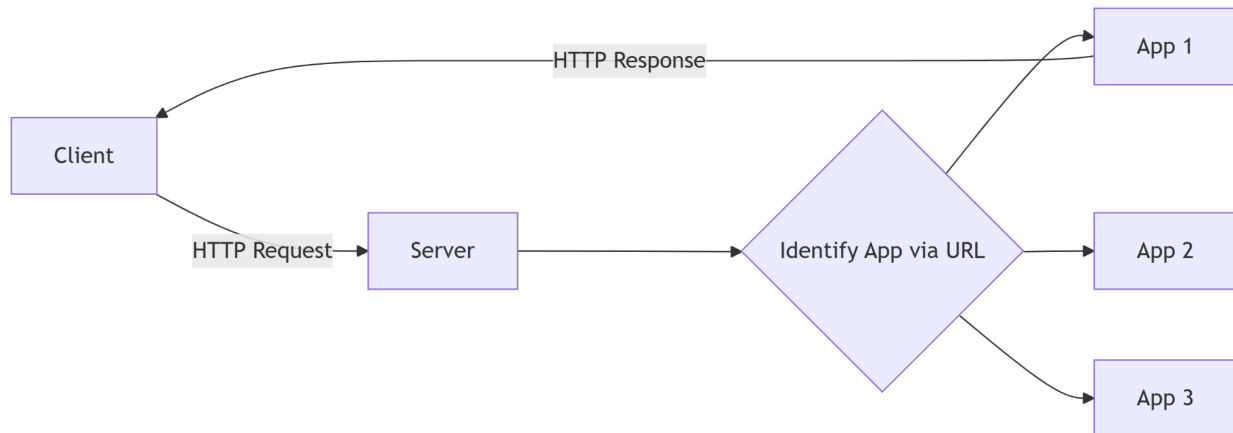 App 1
HTTP Response
Client
HTTP Request
Server
Identify App via URL
App 2
App 3